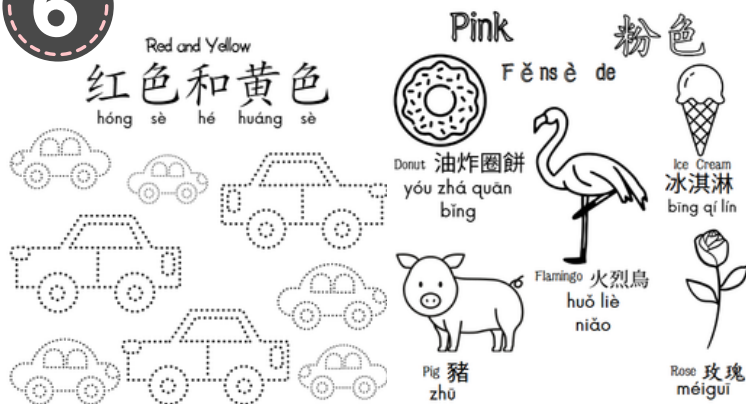 6
Red and Yellow
红色和黄色
hóng sè hé huáng sè
Pink
粉色
Fěnsè de
Donut 油炸圈餅
yóu zhá quān
bǐng
Ice Cream
冰淇淋
bīng qí lín
Flamingo 火烈鳥
huǒ liè
niǎo
Pig 豬
zhū
Rose 玫瑰
méiguī